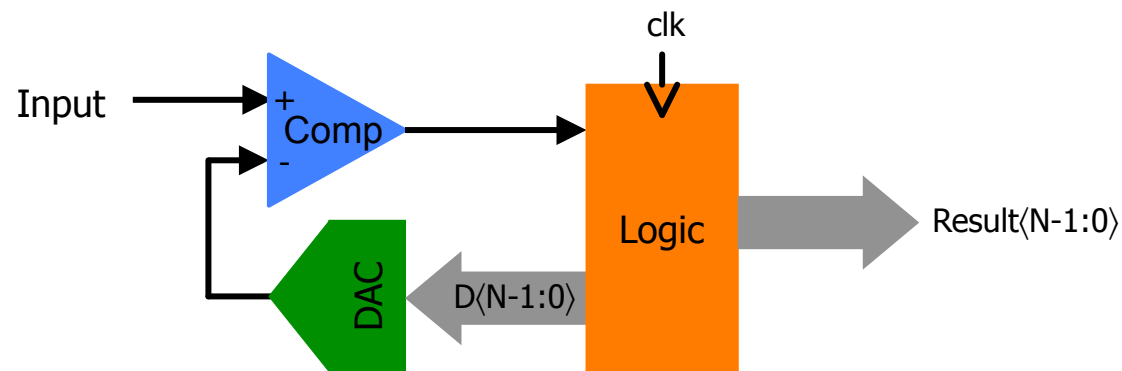 clk
Input
+
Comp
-
Logic
Result⟨N-1:0⟩
DAC
D⟨N-1:0⟩